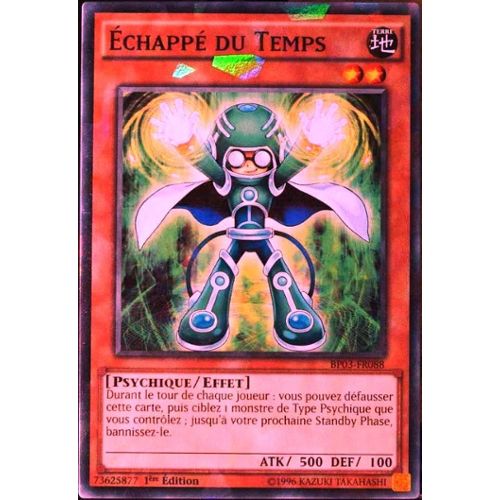 Échappé du Temps
TERRE
地
BP03-FR088
[Psychique/Effet]
Durant le tour de chaque joueur : vous pouvez défausser
cette carte, puis ciblez 1 monstre de Type Psychique que
vous contrôlez ; jusqu'à votre prochaine Standby Phase,
bannissez-le.
ATK/ 500 DEF/ 100
73625877 1ère Édition ©1996 KAZUKI TAKAHASHI